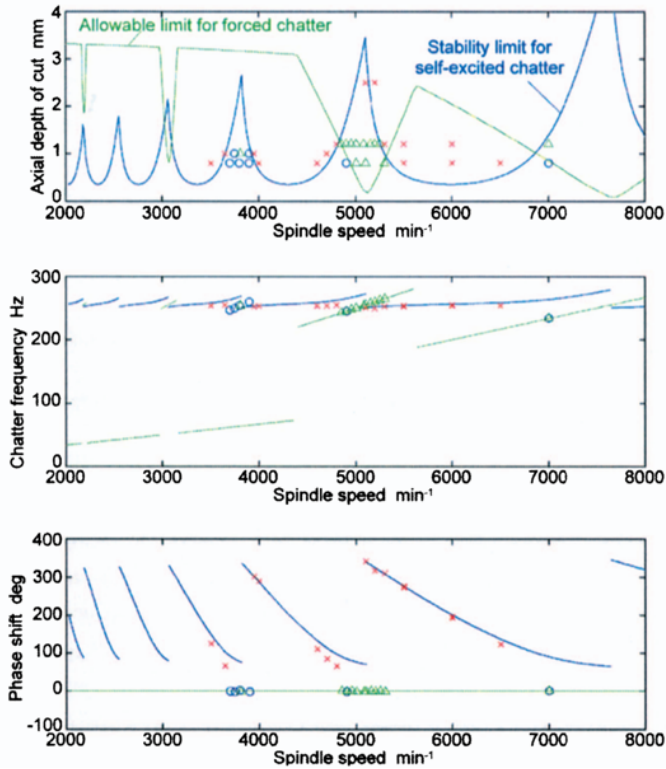 Allowable limit for forced chatter
Stability limit for
self-excited chatter
Axial depth of cut mm
4
3
2
1
0
2000 3000 4000 5000 6000 7000 8000
Spindle speed min-1
Chatter frequency Hz
300
200
100
0
2000 3000 4000 5000 6000 7000 8000
Spindle speed min-1
Phase shift deg
400
300
200
100
0
-100
2000 3000 4000 5000 6000 7000 8000
Spindle speed min-1